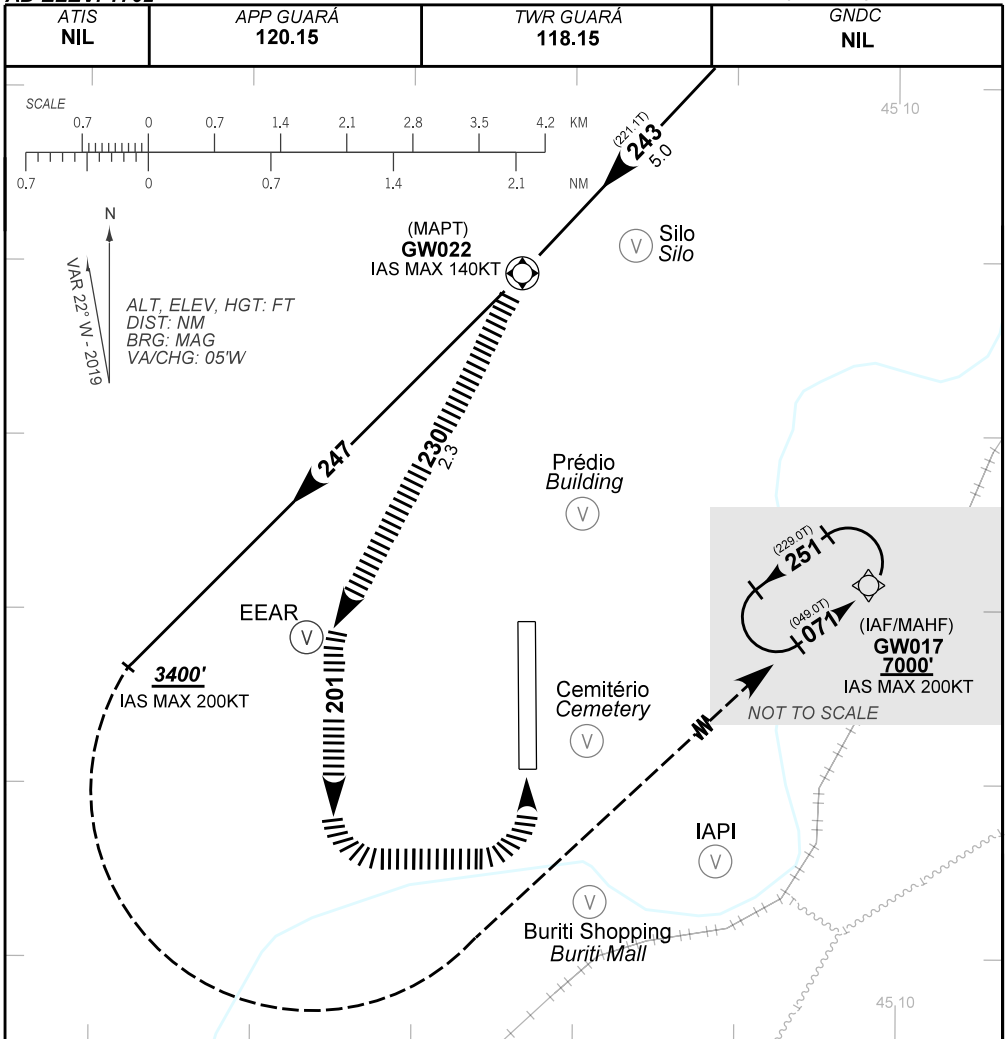 ATIS
NIL
APP GUARÁ
120.15
TWR GUARÁ
118.15
GNDC
NIL
SCALE
0.7 0 0.7 1.4 2.1 2.8 3.5 4.2 KM
0.7 0 0.7 1.4 2.1 NM
45 10
(221.1T)
243
5.0
N
VAR 22° W - 2019
ALT, ELEV, HGT: FT
DIST: NM
BRG: MAG
VA/CHG: 05'W
(MAPT)
GW022
IAS MAX 140KT
V
Silo
Silo
247
230
2.3
Prédio
Building
V
EEAR
V
3400'
IAS MAX 200KT
201
Cemitério
Cemetery
V
(229.0T)
251
(049.0T)
071
(IAF/MAHF)
GW017
7000'
IAS MAX 200KT
NOT TO SCALE
IAPI
V
V
Buriti Shopping
Buriti Mall
45 10